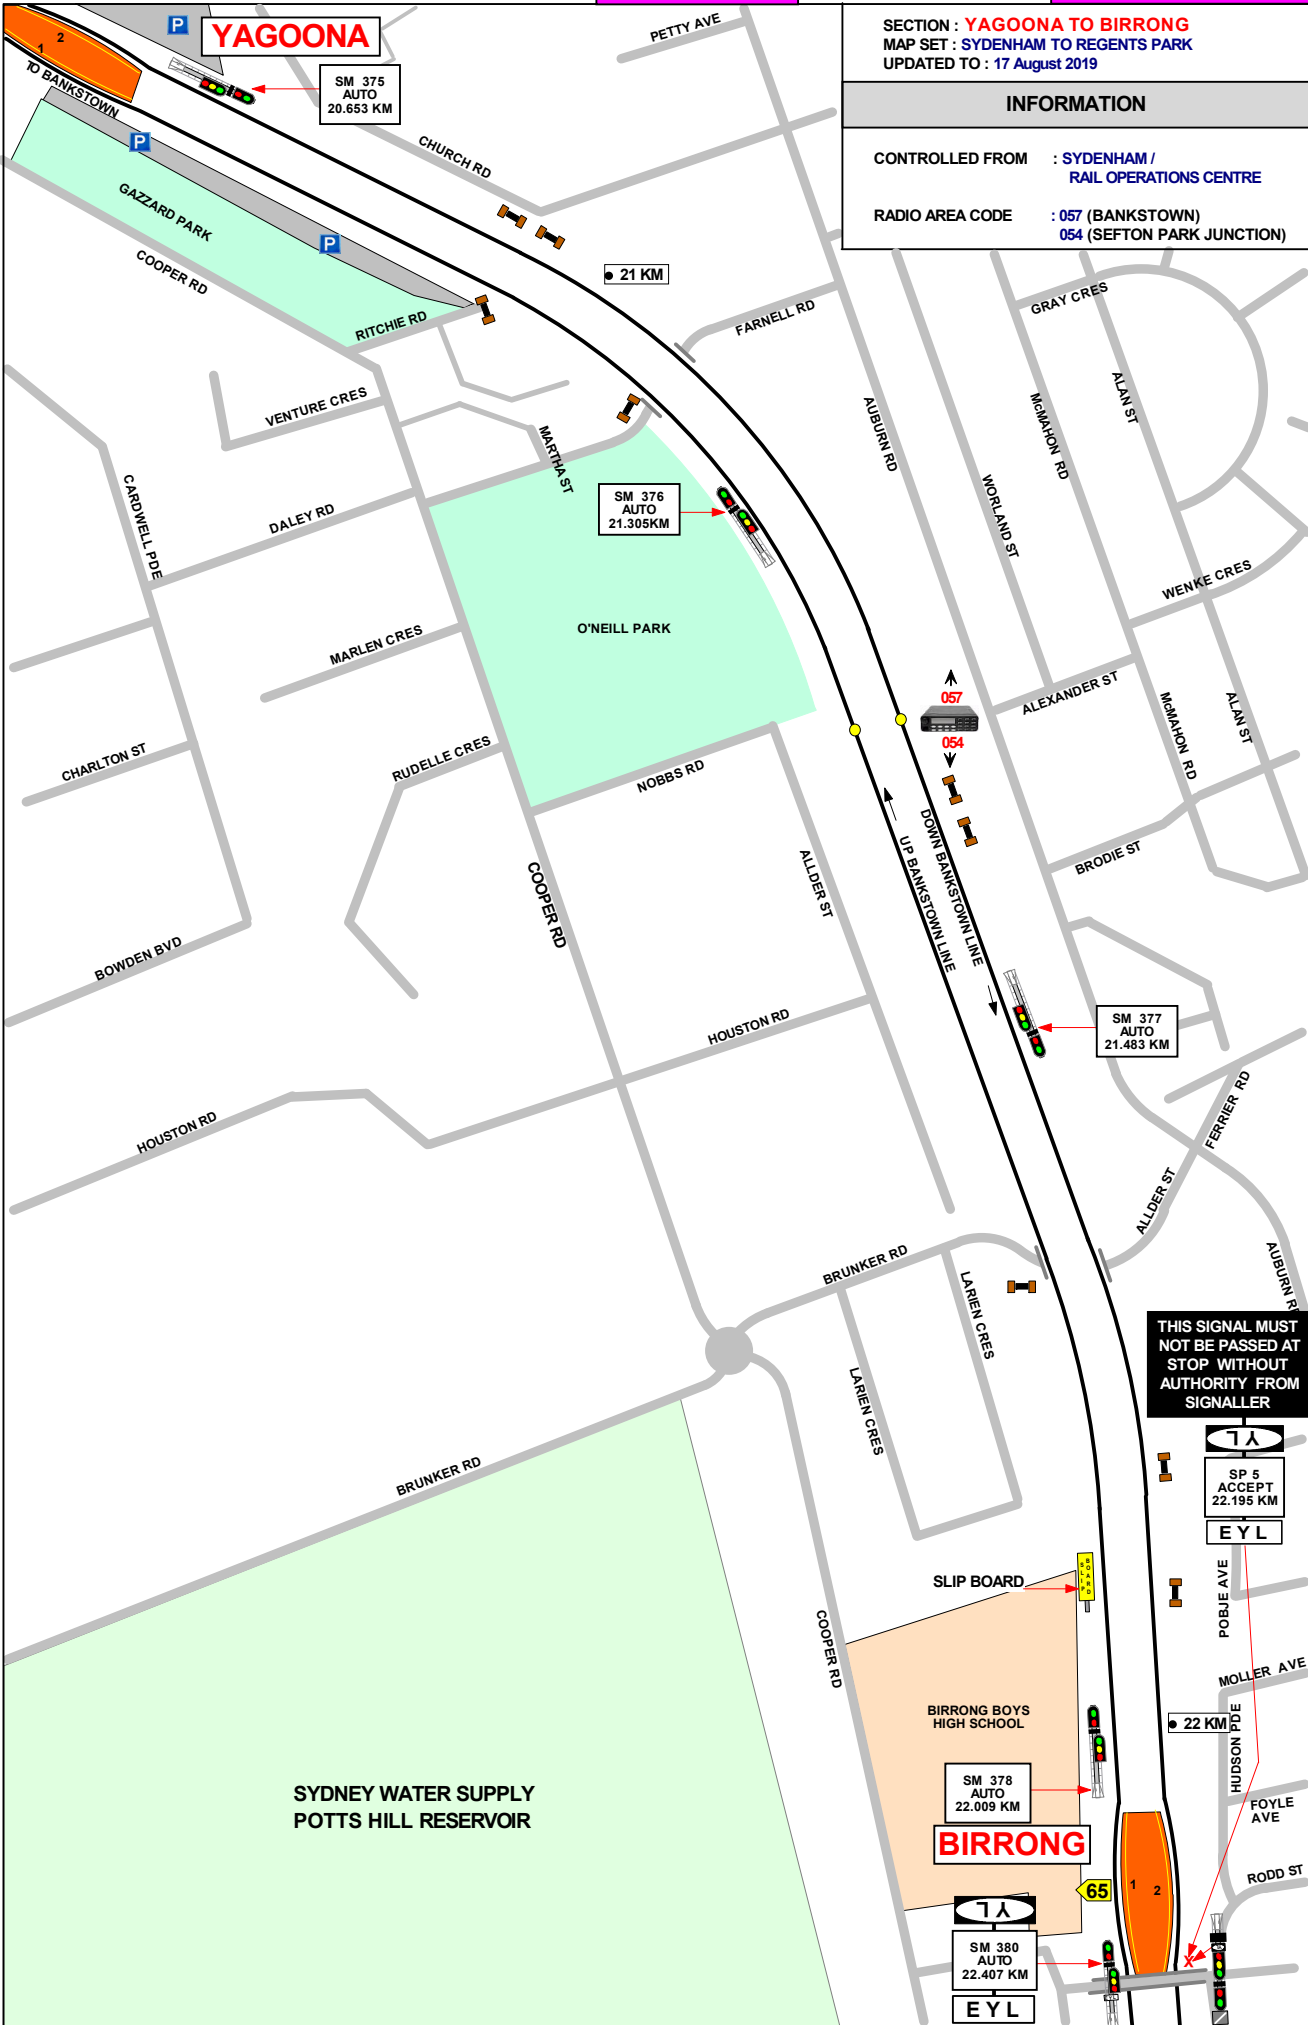 SECTION : YAGOONA TO BIRRONG
MAP SET : SYDENHAM TO REGENTS PARK
UPDATED TO : 17 August 2019
INFORMATION
CONTROLLED FROM : SYDENHAM /
RAIL OPERATIONS CENTRE
RADIO AREA CODE : 057 (BANKSTOWN)
054 (SEFTON PARK JUNCTION)
YAGOONA
P
1
2
TO BANKSTOWN
SM 375
AUTO
20.653 KM
PETTY AVE
P
CHURCH RD
GAZZARD PARK
P
COOPER RD
21 KM
RITCHIE RD
FARNELL RD
GRAY CRES
VENTURE CRES
MARTHA ST
AUBURN RD
McMAHON RD
ALAN ST
CARDWELL PDE
DALEY RD
SM 376
AUTO
21.305KM
WORLAND ST
WENKE CRES
O'NEILL PARK
MARLEN CRES
057
054
ALEXANDER ST
McMAHON RD
ALAN ST
CHARLTON ST
RUDELLE CRES
NOBBS RD
UP BANKSTOWN LINE
DOWN BANKSTOWN LINE
BRODIE ST
ALLDER ST
COOPER RD
BOWDEN BVD
HOUSTON RD
SM 377
AUTO
21.483 KM
HOUSTON RD
FERRIER RD
ALLDER ST
BRUNKER RD
LARIEN CRES
AUBURN RD
THIS SIGNAL MUST
NOT BE PASSED AT
STOP WITHOUT
AUTHORITY FROM
SIGNALLER
YL
SP 5
ACCEPT
22.195 KM
E Y L
LARIEN CRES
BRUNKER RD
SLIP BOARD
SLIP
BOARD
POBJE AVE
COOPER RD
MOLLER AVE
BIRRONG BOYS
HIGH SCHOOL
22 KM
HUDSON PDE
SM 378
AUTO
22.009 KM
SYDNEY WATER SUPPLY
POTTS HILL RESERVOIR
FOYLE
AVE
BIRRONG
RODD ST
65
1
2
YL
SM 380
AUTO
22.407 KM
E Y L
X